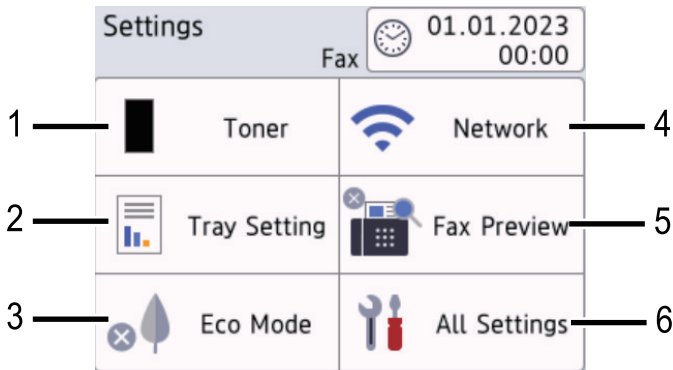 Settings
Fax
01.01.2023
00:00
1 Toner
Network 4
2 Tray Setting
Fax Preview 5
3 Eco Mode
All Settings 6